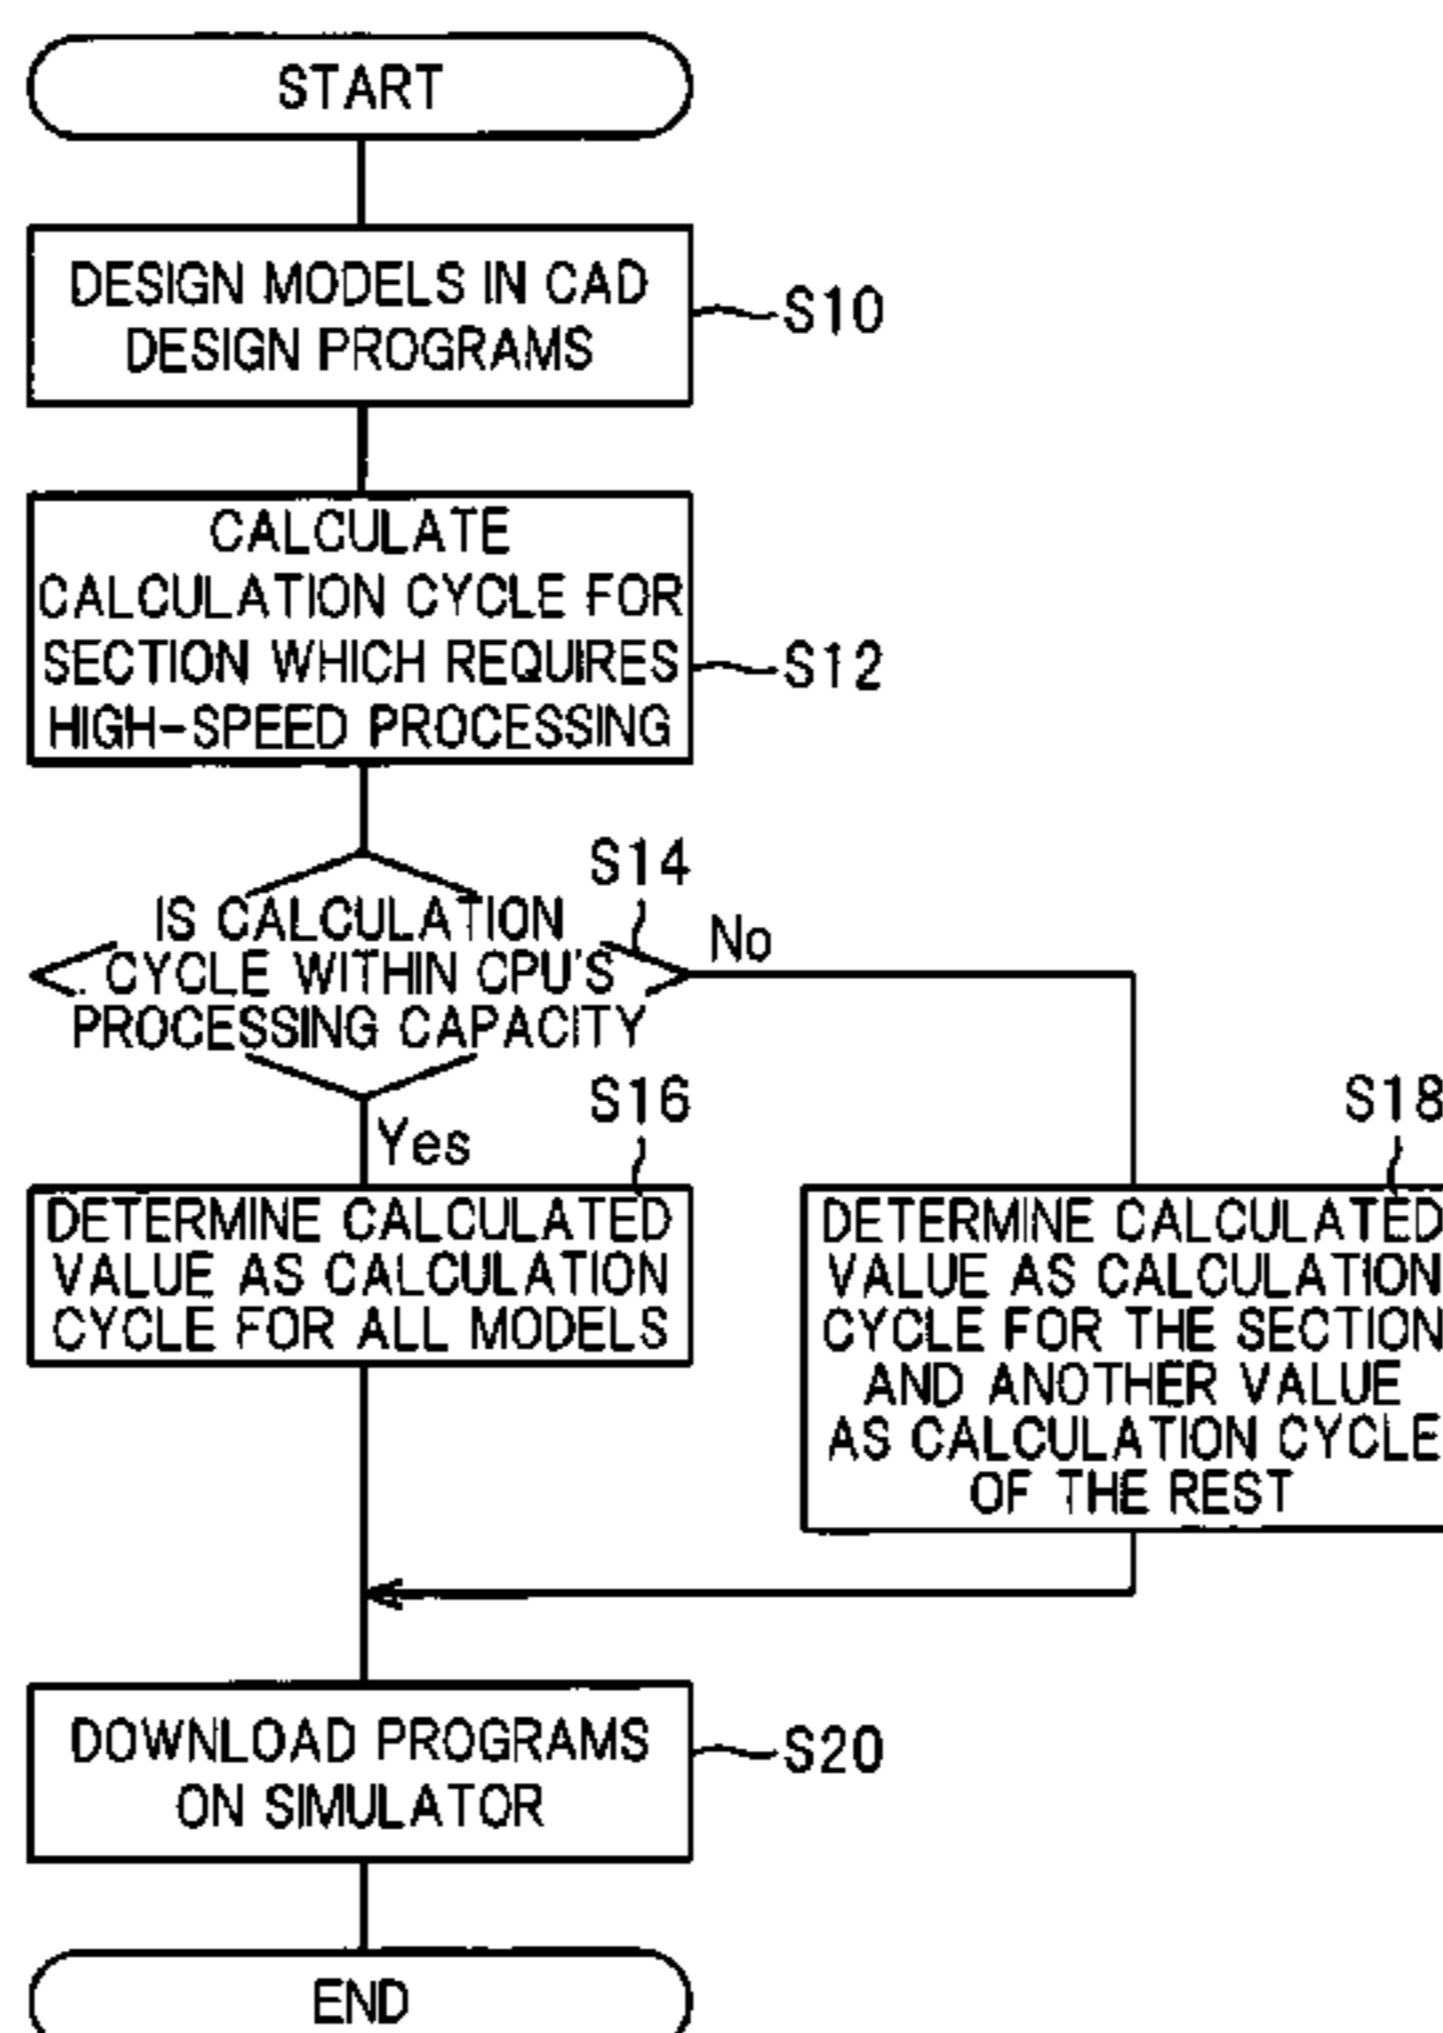 START
DESIGN MODELS IN CAD
DESIGN PROGRAMS
S10
CALCULATE
CALCULATION CYCLE FOR
SECTION WHICH REQUIRES
HIGH-SPEED PROCESSING
S12
S14
IS CALCULATION
CYCLE WITHIN CPU'S
PROCESSING CAPACITY
No
Yes
S16
DETERMINE CALCULATED
VALUE AS CALCULATION
CYCLE FOR ALL MODELS
S18
DETERMINE CALCULATED
VALUE AS CALCULATION
CYCLE FOR THE SECTION
AND ANOTHER VALUE
AS CALCULATION CYCLE
OF THE REST
DOWNLOAD PROGRAMS
ON SIMULATOR
S20
END